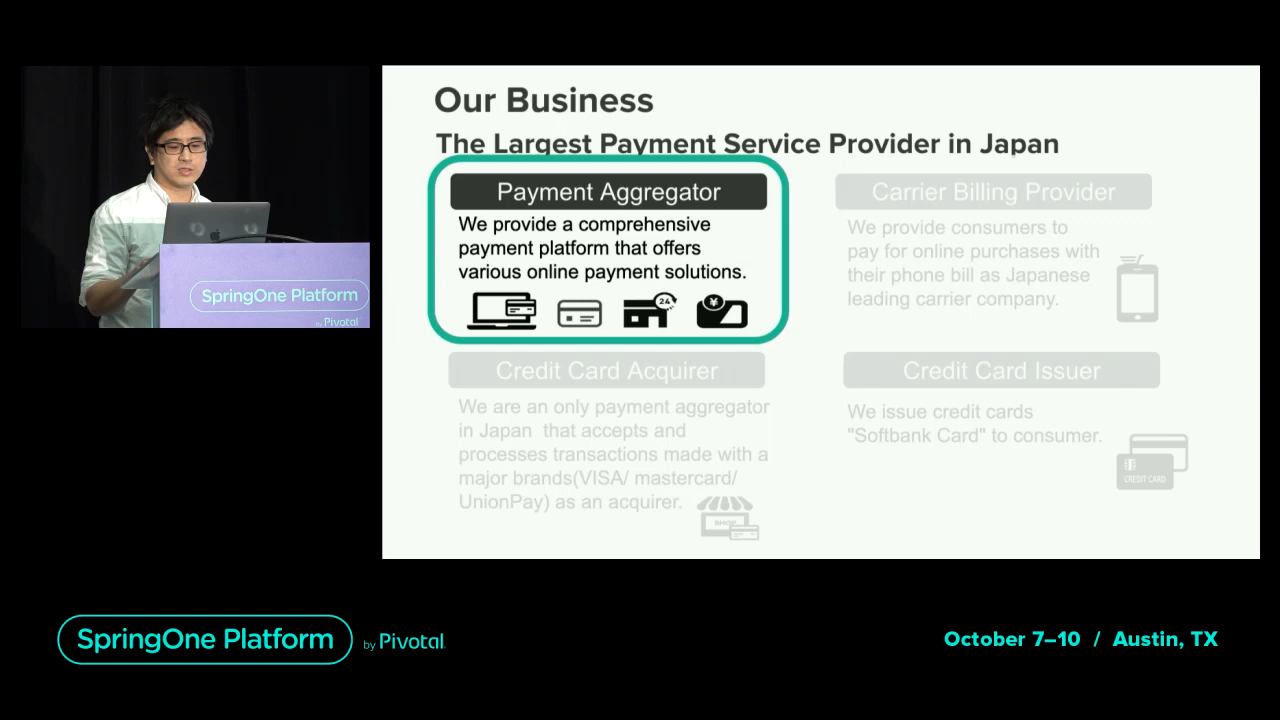 Our Business
The Largest Payment Service Provider in Japan
Payment Aggregator
We provide a comprehensive
payment platform that offers
various online payment solutions.
24
¥
Carrier Billing Provider
We provide consumers to
pay for online purchases with
their phone bill as Japanese
leading carrier company.
Credit Card Acquirer
We are an only payment aggregator
in Japan that accepts and
processes transactions made with a
major brands(VISA/ mastercard/
UnionPay) as an acquirer.
SHOP
Credit Card Issuer
We issue credit cards
"Softbank Card" to consumer.
CREDIT CARD
SpringOne Platform
by Pivotal
SpringOne Platform by Pivotal
October 7–10 / Austin, TX